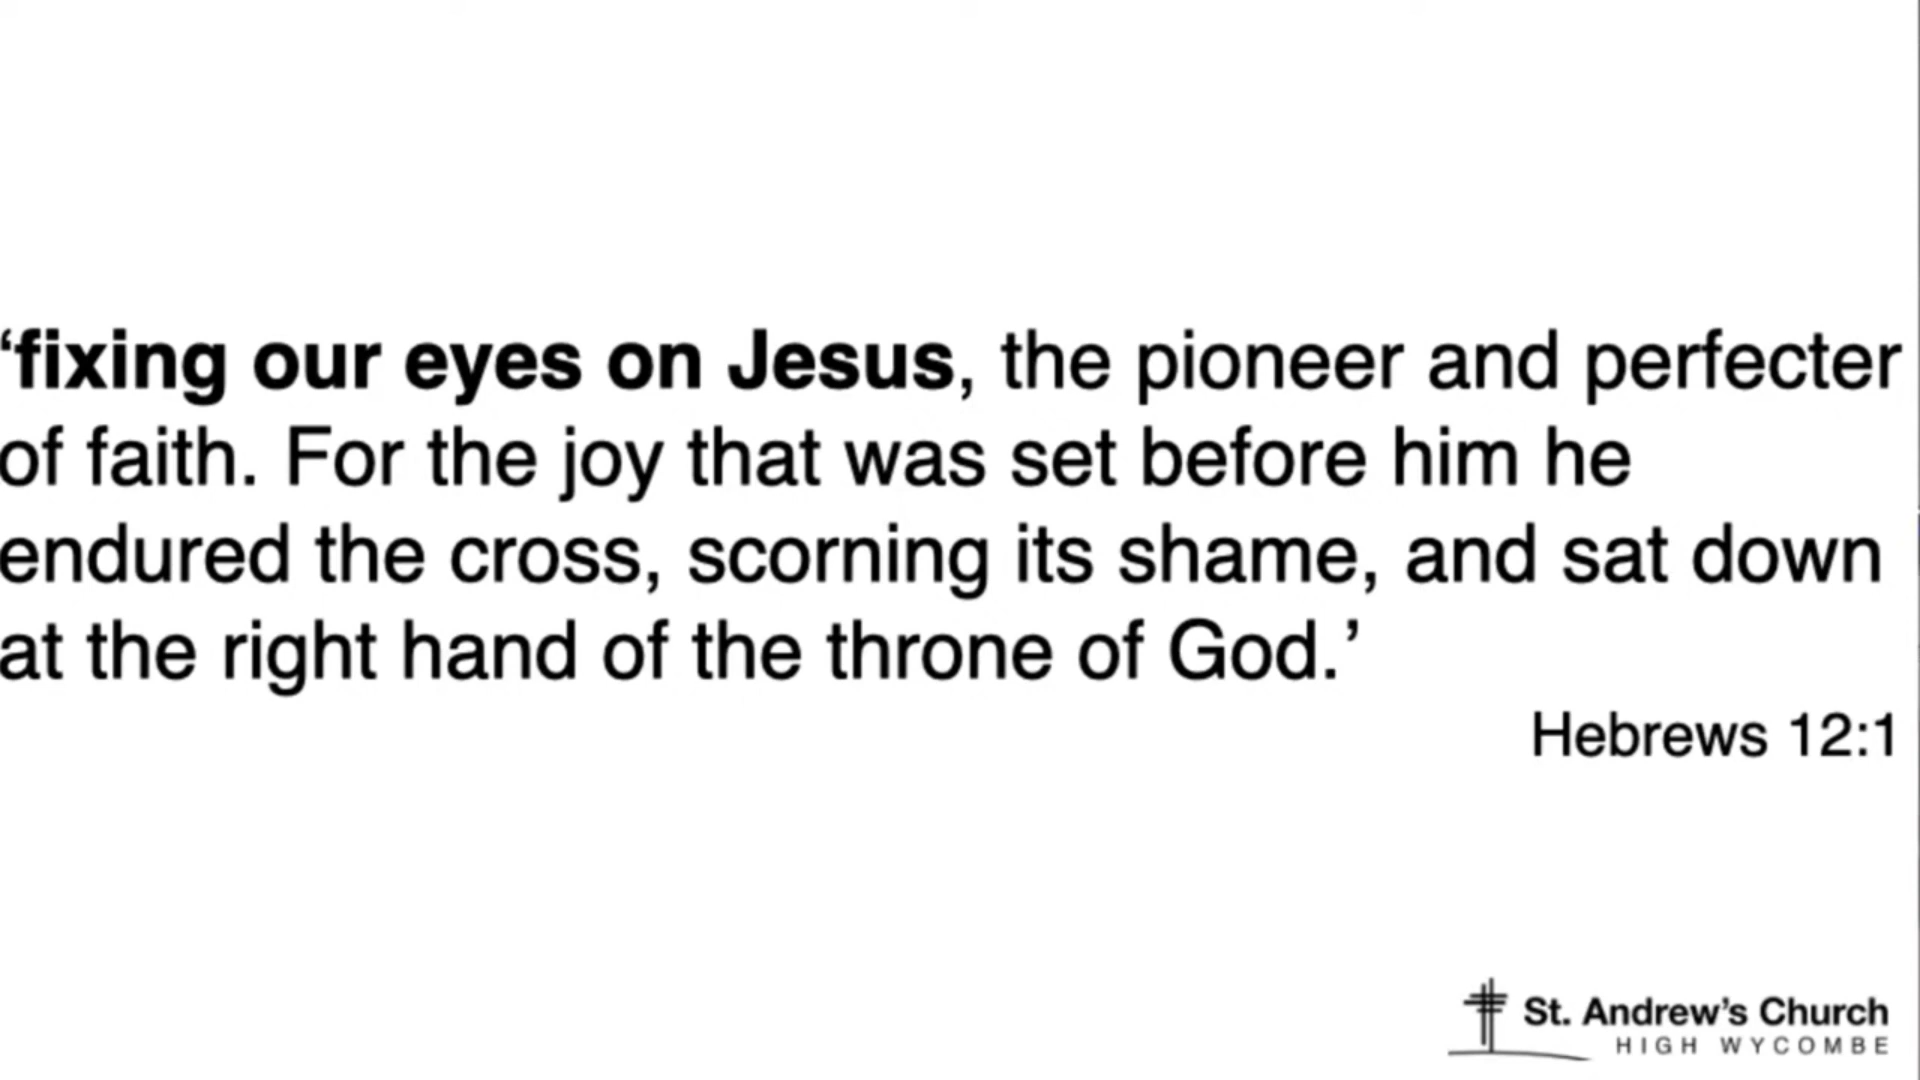 ‘fixing our eyes on Jesus, the pioneer and perfecter
of faith. For the joy that was set before him he
endured the cross, scorning its shame, and sat down
at the right hand of the throne of God.’
Hebrews 12:1
St. Andrew’s Church
HIGH WYCOMBE